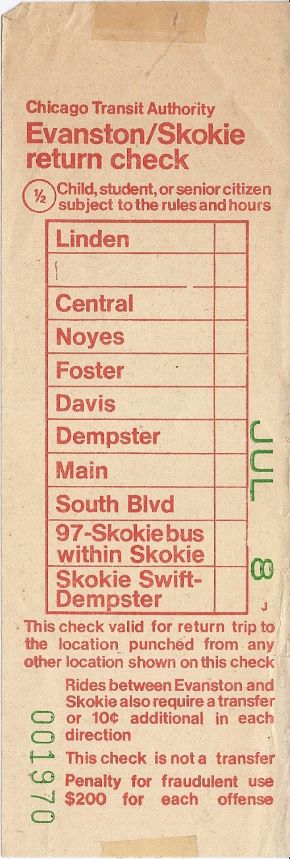 Chicago Transit Authority
Evanston/Skokie
return check
½ Child, student, or senior citizen
subject to the rules and hours
Linden
Central
Noyes
Foster
Davis
Dempster
Main
South Blvd
97-Skokie bus
within Skokie
Skokie Swift-
Dempster
JUL 8
J
This check valid for return trip to
the location punched from any
other location shown on this check
Rides between Evanston and
Skokie also require a transfer
or 10¢ additional in each
direction
This check is not a transfer
Penalty for fraudulent use
$200 for each offense
001970